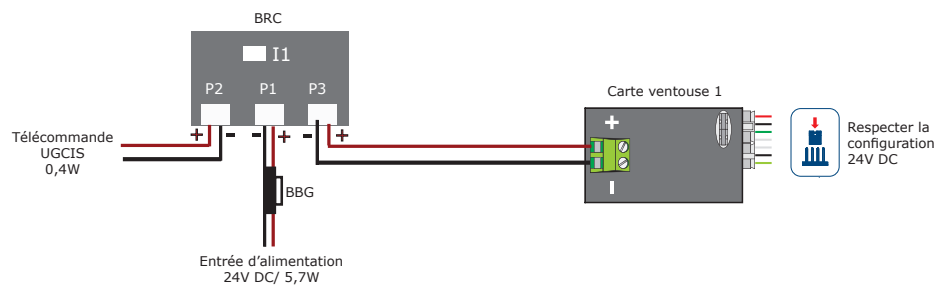 BRC
I1
P2 P1 P3
+ - - + - +
Télécommande
UGCIS
0,4W
BBG
Entrée d'alimentation
24V DC/ 5,7W
Carte ventouse 1
+
-
Respecter la
configuration
24V DC